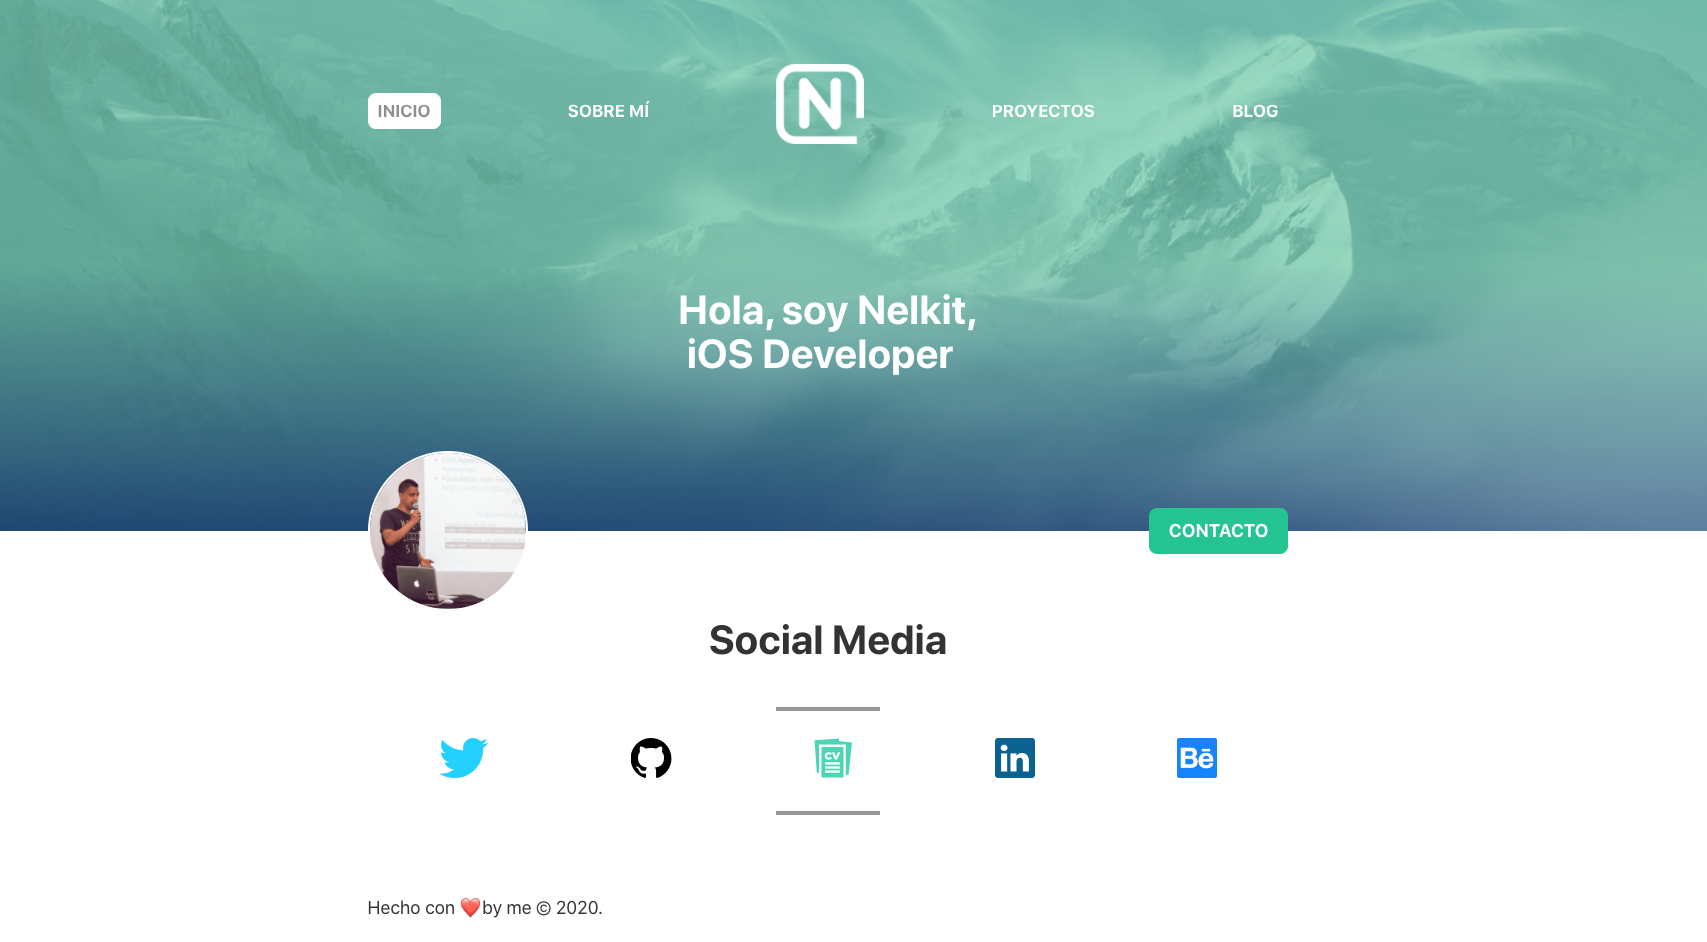 INICIO
SOBRE MÍ
N
PROYECTOS
BLOG
Hola, soy Nelkit,
iOS Developer
CONTACTO
Social Media
CV
in
Bē
Hecho con ❤️by me © 2020.